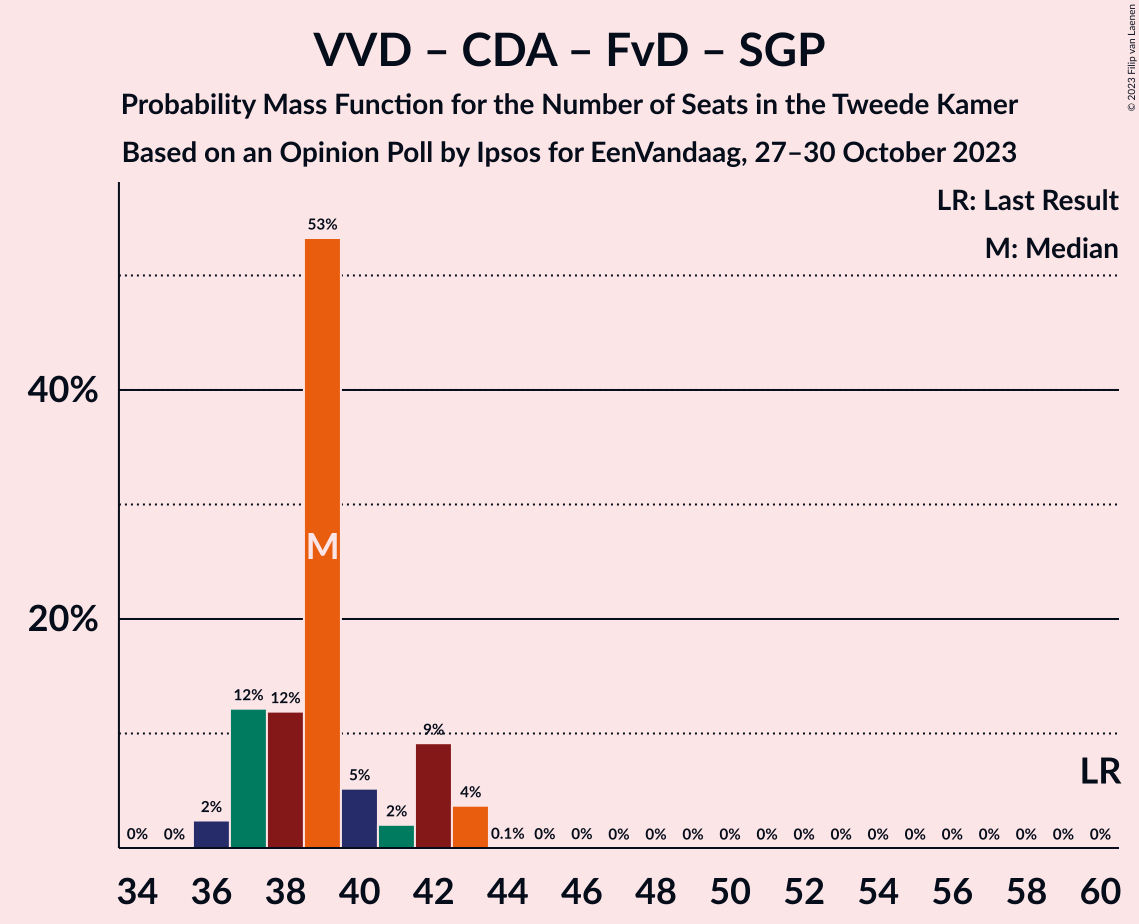 VVD – CDA – FvD – SGP
Probability Mass Function for the Number of Seats in the Tweede Kamer
Based on an Opinion Poll by Ipsos for EenVandaag, 27–30 October 2023
© 2023 Filip van Laenen
LR: Last Result
M: Median
40%
20%
0% 0% 2% 12% 12% 53% 5% 2% 9% 4% 0.1% 0% 0% 0% 0% 0% 0% 0% 0% 0% 0% 0% 0% 0% 0% 0% 0%
M
LR
34 36 38 40 42 44 46 48 50 52 54 56 58 60